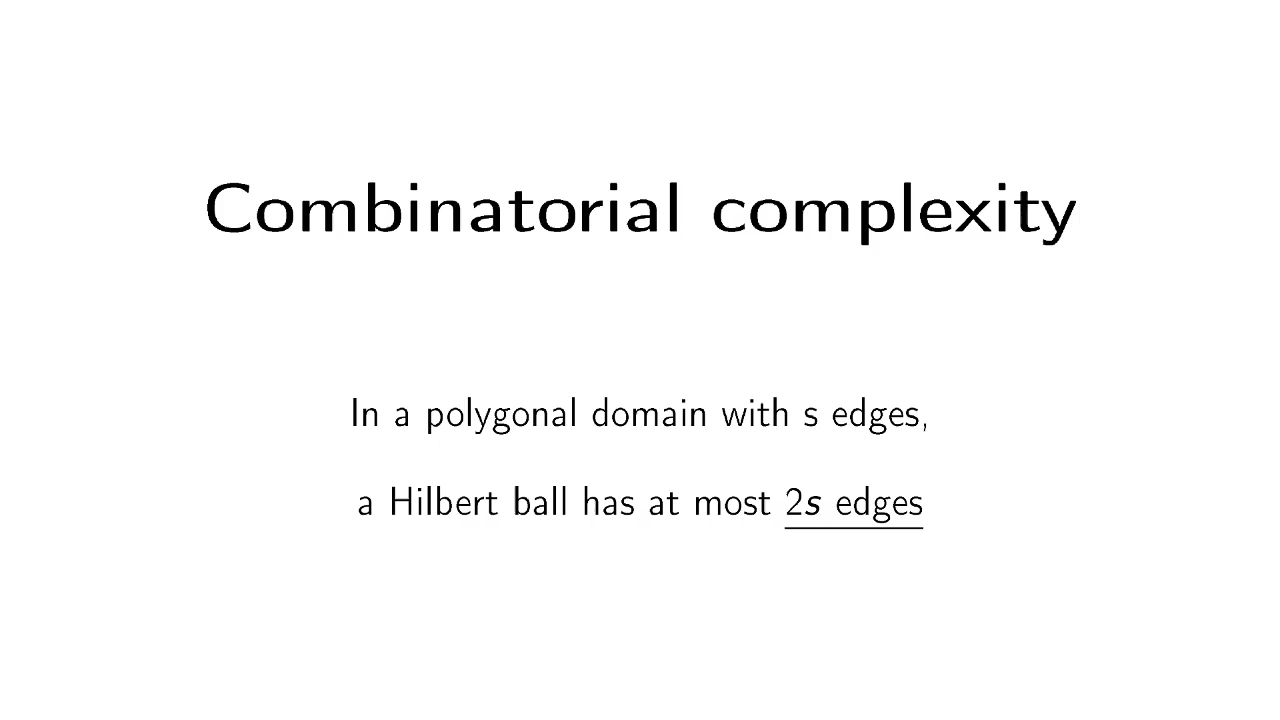 Combinatorial complexity
In a polygonal domain with s edges,
a Hilbert ball has at most 2s edges